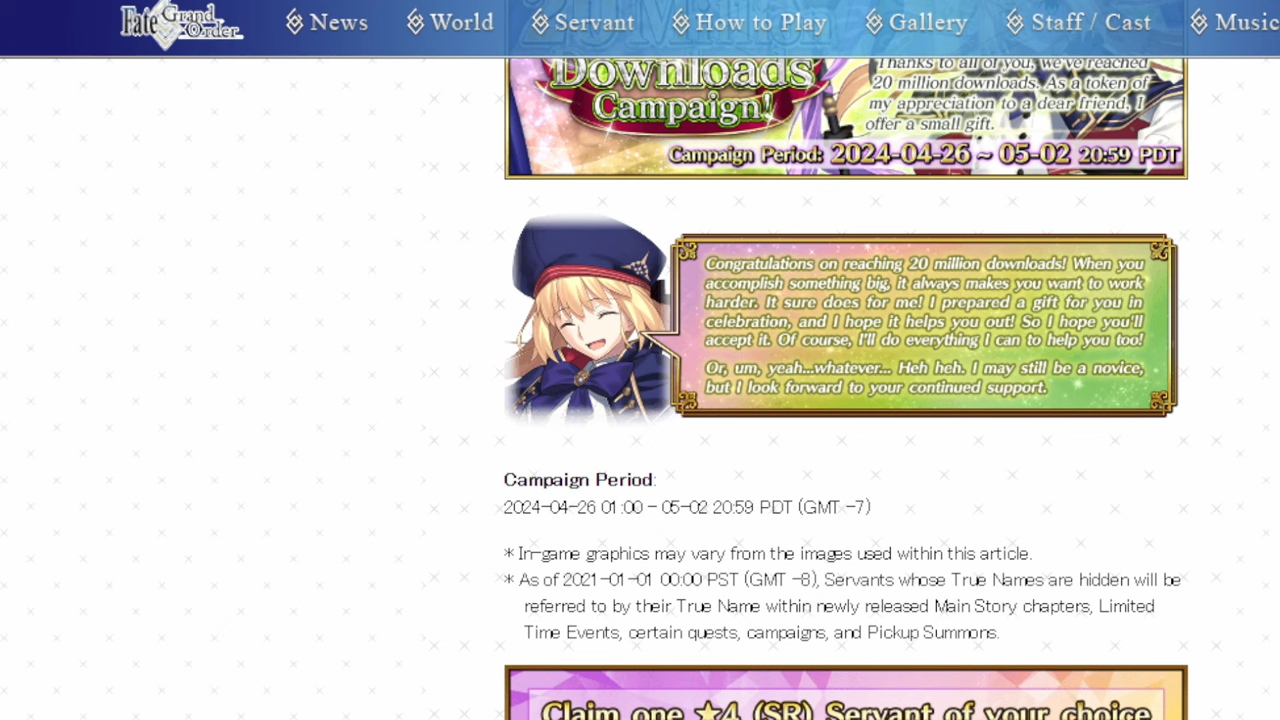 Fate Grand Order
News World Servant How to Play Gallery Staff / Cast Music
20 Million
Downloads
Campaign!
Thanks to all of you, we've reached
20 million downloads. As a token of
my appreciation to a dear friend, I
offer a small gift.
Campaign Period: 2024-04-26 ~ 05-02 20:59 PDT
Congratulations on reaching 20 million downloads! When you
accomplish something big, it always makes you want to work
harder. It sure does for me! I prepared a gift for you in
celebration, and I hope it helps you out! So I hope you'll
accept it. Of course, I'll do everything I can to help you too!
Or, um, yeah...whatever... Heh heh. I may still be a novice,
but I look forward to your continued support.
Campaign Period:
2024-04-26 01:00 - 05-02 20:59 PDT (GMT -7)
* In-game graphics may vary from the images used within this article.
* As of 2021-01-01 00:00 PST (GMT -8), Servants whose True Names are hidden will be
referred to by their True Name within newly released Main Story chapters, Limited
Time Events, certain quests, campaigns, and Pickup Summons.
Claim one ★4 (SR) Servant of your choice